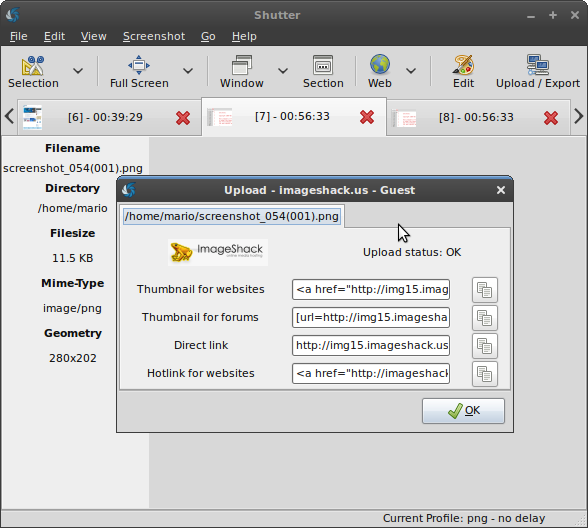 Shutter
File Edit View Screenshot Go Help
Selection Full Screen Window Section Web Edit Upload / Export
[6] - 00:39:29 [7] - 00:56:33 [8] - 00:56:33
Filename
screenshot_054(001).png
Directory
/home/mario
Filesize
11.5 KB
Mime-Type
image/png
Geometry
280x202
Upload - imageshack.us - Guest
/home/mario/screenshot_054(001).png
ImageShack
online media hosting
Upload status: OK
Thumbnail for websites <a href="http://img15.imag
Thumbnail for forums [url=http://img15.imagesha
Direct link http://img15.imageshack.us
Hotlink for websites <a href="http://imageshack
OK
Current Profile: png - no delay